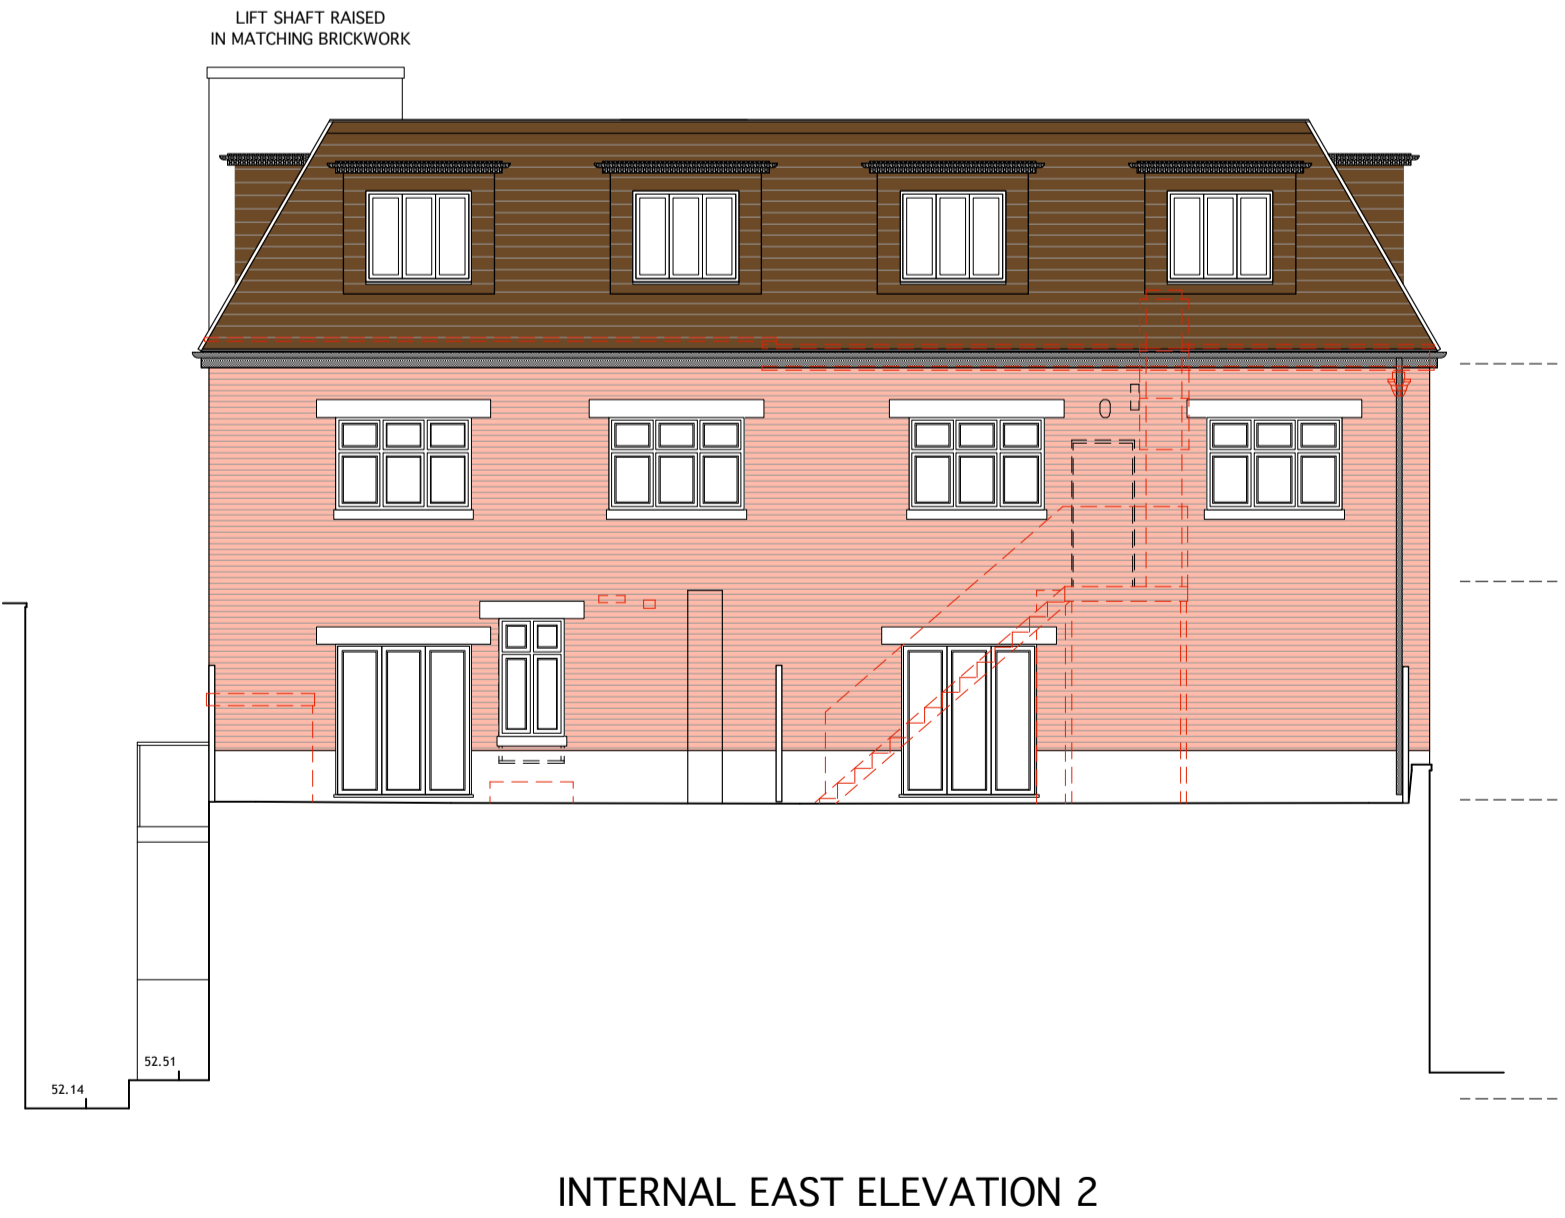 LIFT SHAFT RAISED
IN MATCHING BRICKWORK
52.51
52.14
INTERNAL EAST ELEVATION 2